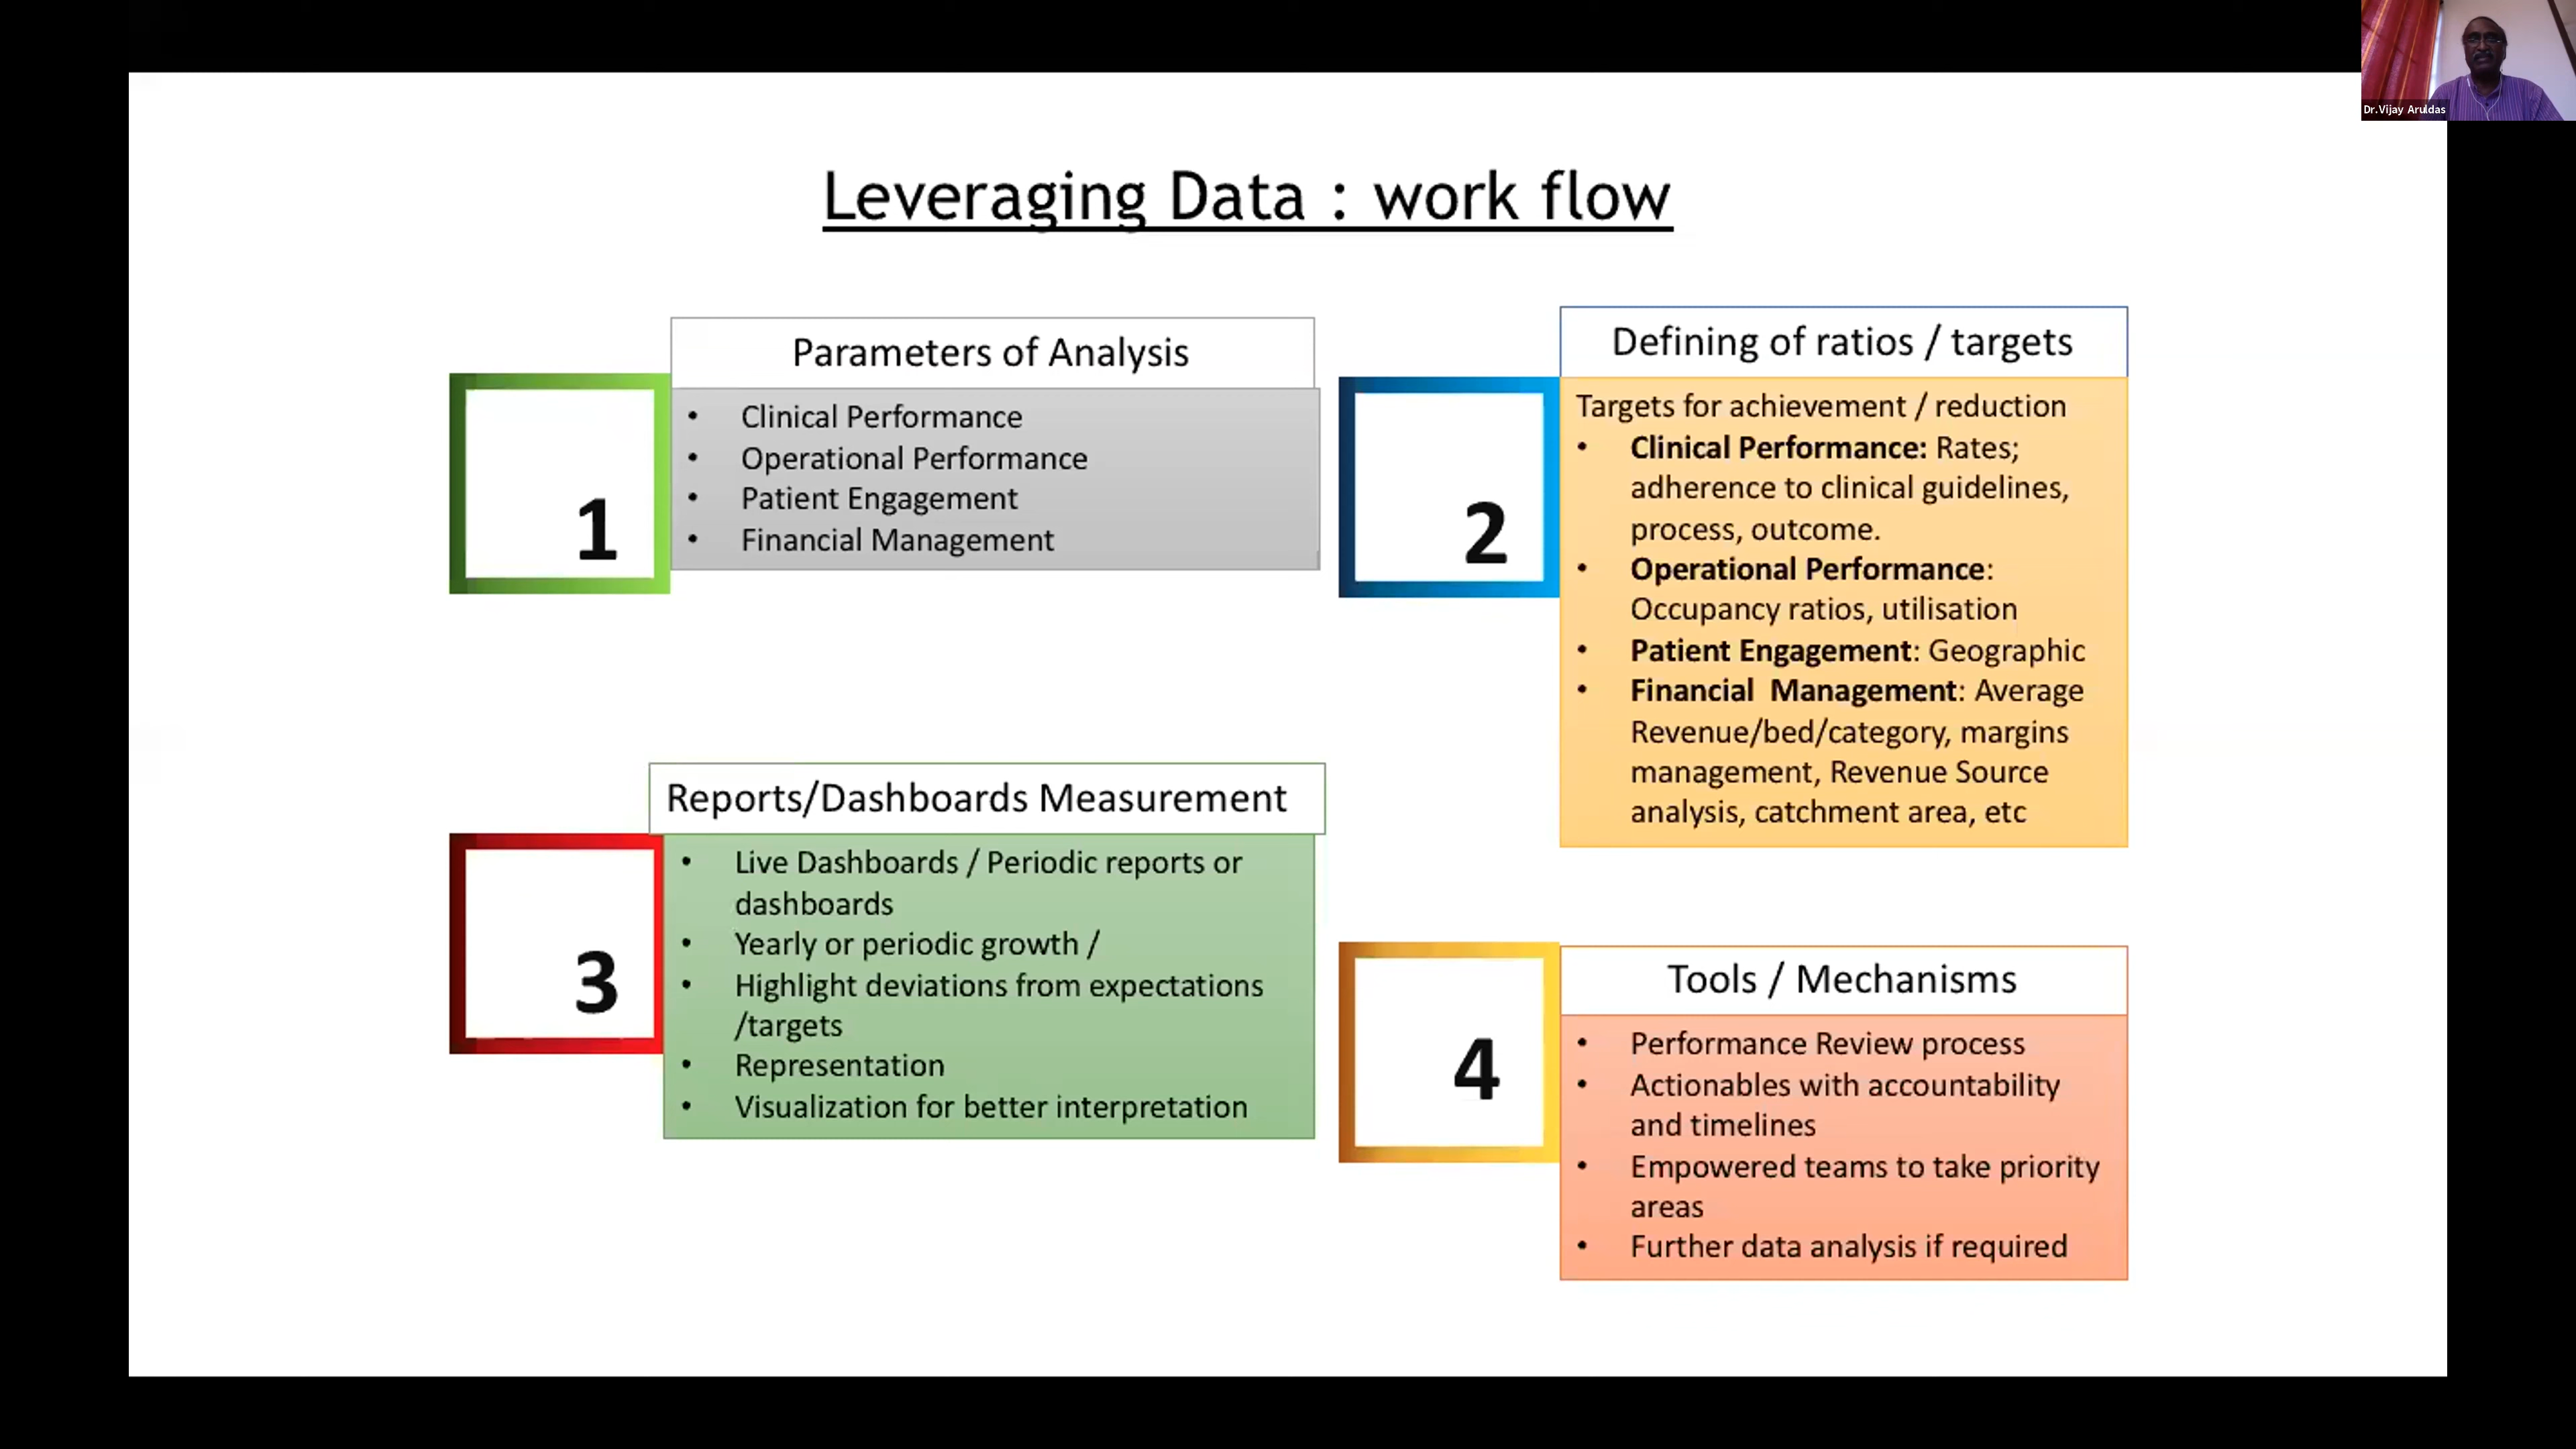 Dr.Vijay Aruldas
Leveraging Data : work flow
1
Parameters of Analysis
• Clinical Performance
• Operational Performance
• Patient Engagement
• Financial Management
2
Defining of ratios / targets
Targets for achievement / reduction
• Clinical Performance: Rates;
adherence to clinical guidelines,
process, outcome.
• Operational Performance:
Occupancy ratios, utilisation
• Patient Engagement: Geographic
• Financial Management: Average
Revenue/bed/category, margins
management, Revenue Source
analysis, catchment area, etc
3
Reports/Dashboards Measurement
• Live Dashboards / Periodic reports or
dashboards
• Yearly or periodic growth /
• Highlight deviations from expectations
/targets
• Representation
• Visualization for better interpretation
4
Tools / Mechanisms
• Performance Review process
• Actionables with accountability
and timelines
• Empowered teams to take priority
areas
• Further data analysis if required